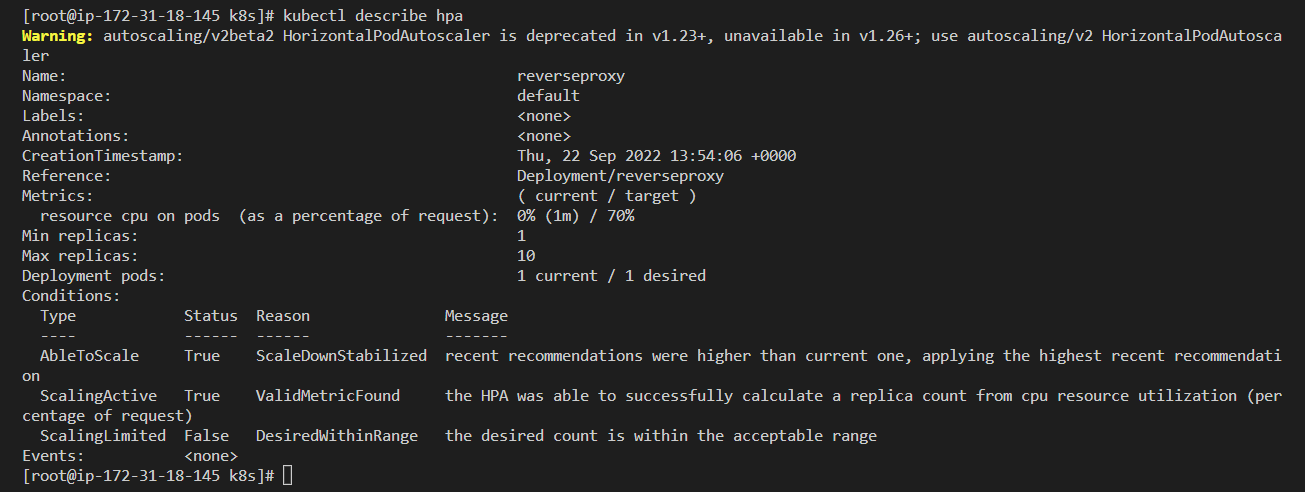 [root@ip-172-31-18-145 k8s]# kubectl describe hpa
Warning: autoscaling/v2beta2 HorizontalPodAutoscaler is deprecated in v1.23+, unavailable in v1.26+; use autoscaling/v2 HorizontalPodAutosca
ler
Name:                                                  reverseproxy
Namespace:                                             default
Labels:                                                <none>
Annotations:                                           <none>
CreationTimestamp:                                     Thu, 22 Sep 2022 13:54:06 +0000
Reference:                                             Deployment/reverseproxy
Metrics:                                               ( current / target )
  resource cpu on pods  (as a percentage of request):  0% (1m) / 70%
Min replicas:                                          1
Max replicas:                                          10
Deployment pods:                                       1 current / 1 desired
Conditions:
  Type            Status  Reason               Message
  ----            ------  ------               -------
  AbleToScale     True    ScaleDownStabilized  recent recommendations were higher than current one, applying the highest recent recommendati
on
  ScalingActive   True    ValidMetricFound     the HPA was able to successfully calculate a replica count from cpu resource utilization (per
centage of request)
  ScalingLimited  False   DesiredWithinRange   the desired count is within the acceptable range
Events:           <none>
[root@ip-172-31-18-145 k8s]#